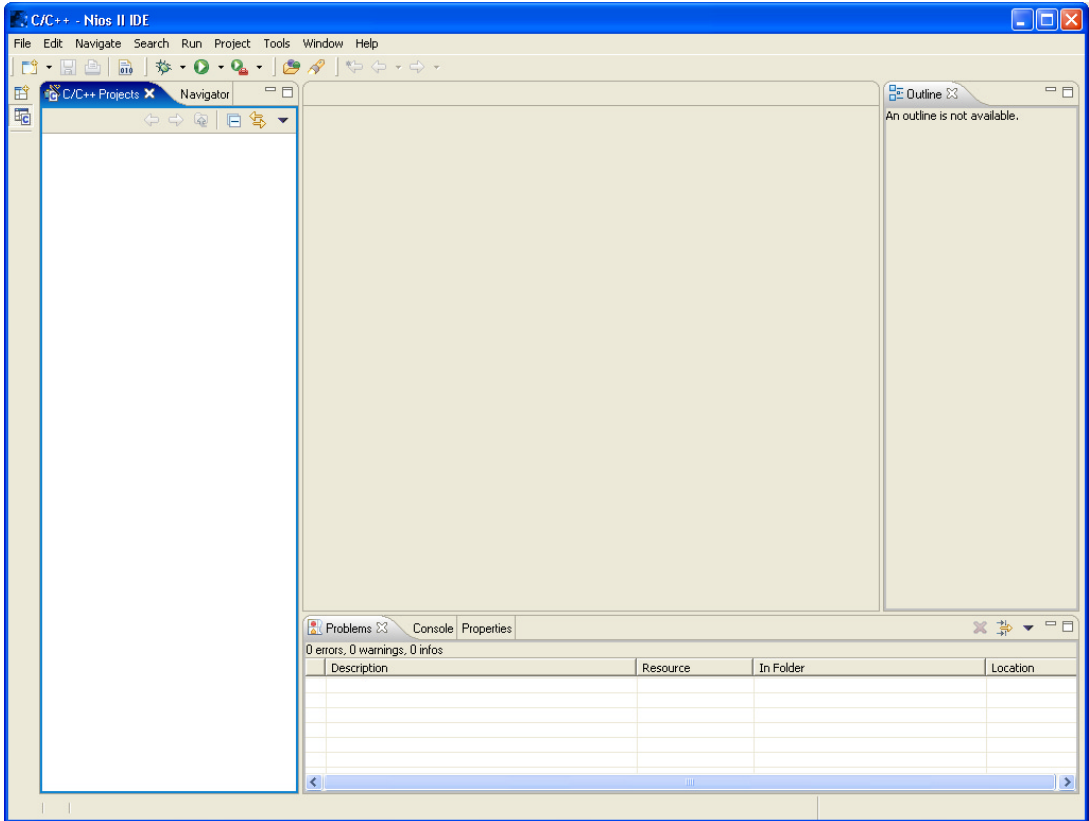 C/C++ - Nios II IDE
File Edit Navigate Search Run Project Tools Window Help
010
C/C++ Projects Navigator
Outline
An outline is not available.
Problems Console Properties
0 errors, 0 warnings, 0 infos
Description Resource In Folder Location